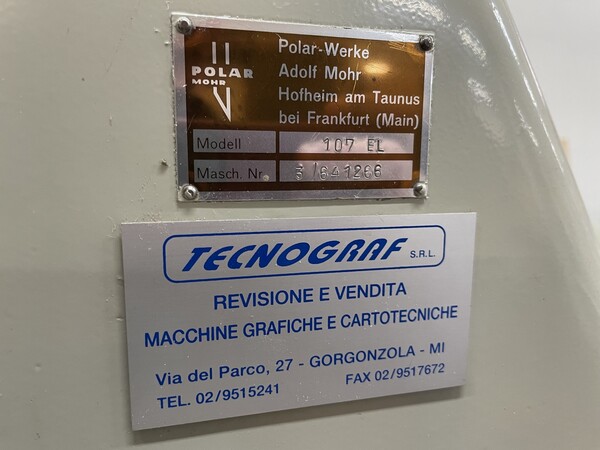 POLAR
MOHR
Polar-Werke
Adolf Mohr
Hofheim am Taunus
bei Frankfurt (Main)
Modell 107 EL
Masch. Nr. 3/641266
TECNOGRAF S.R.L.
REVISIONE E VENDITA
MACCHINE GRAFICHE E CARTOTECNICHE
Via del Parco, 27 - GORGONZOLA - MI
TEL. 02/9515241 FAX 02/9517672